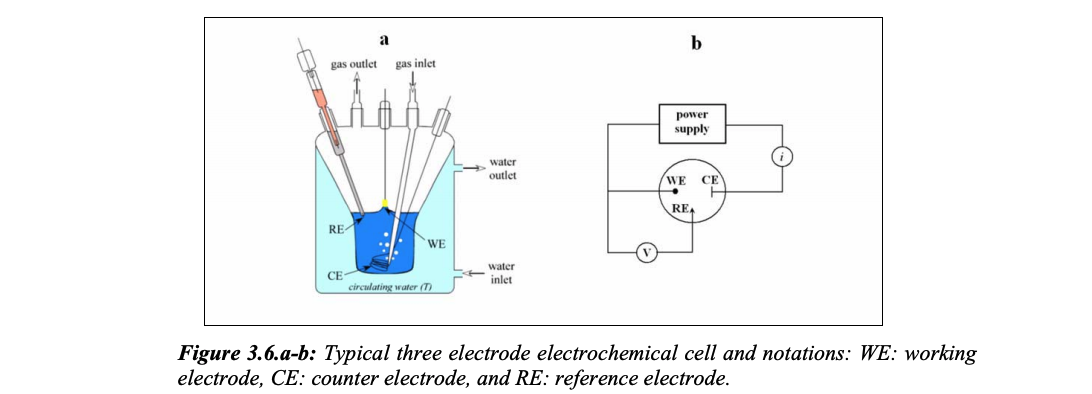 a
b
gas outlet
gas inlet
power
supply
i
water
outlet
WE
CE
RE
RE
WE
V
CE
water
inlet
circulating water (T)
Figure 3.6.a-b: Typical three electrode electrochemical cell and notations: WE: working
electrode, CE: counter electrode, and RE: reference electrode.